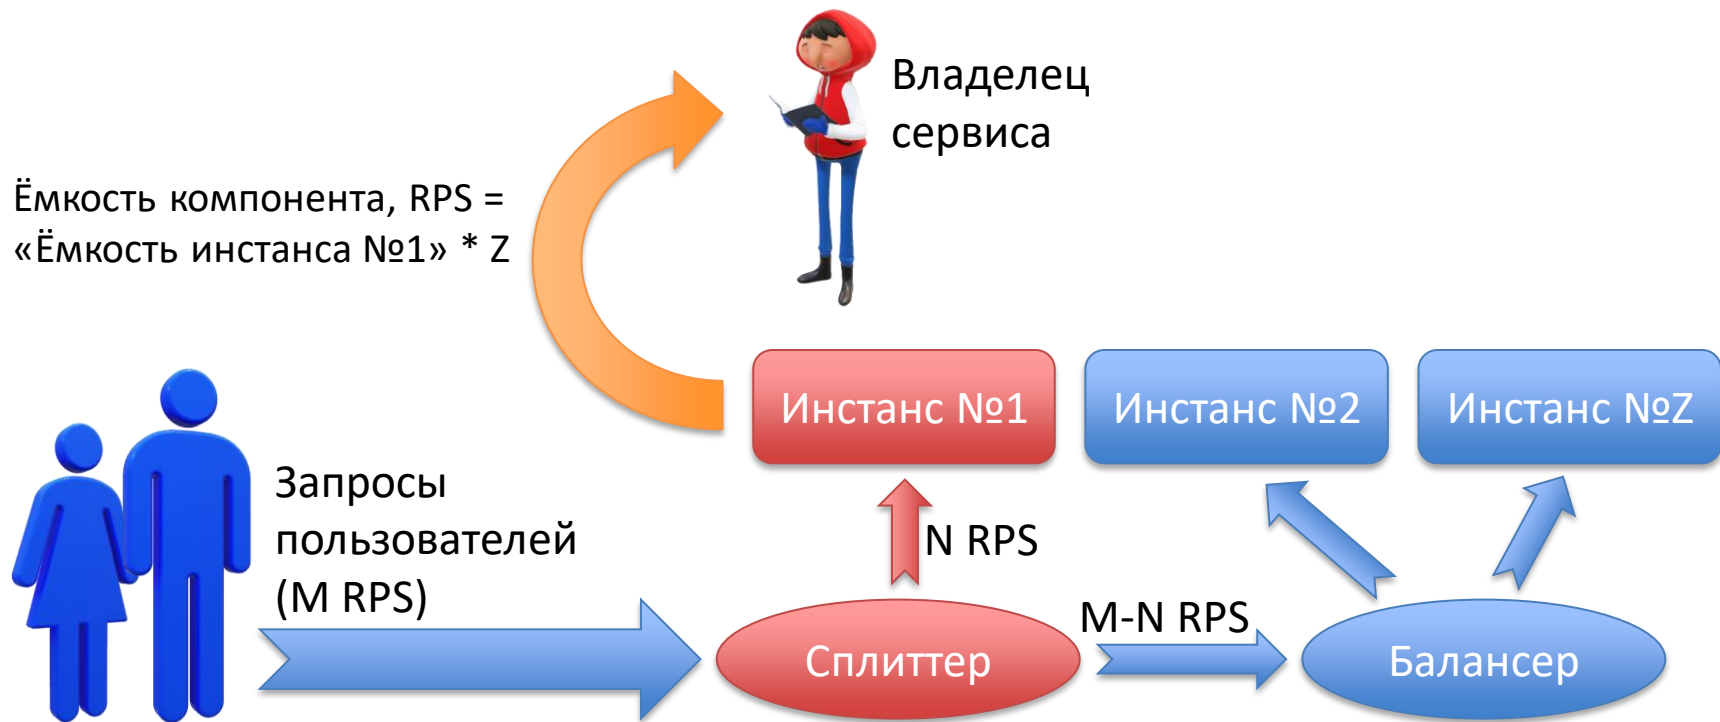 Владелец
сервиса
Ёмкость компонента, RPS =
«Ёмкость инстанса №1» * Z
Инстанс №1
Инстанс №2
Инстанс №Z
Запросы
пользователей
(M RPS)
N RPS
M-N RPS
Сплиттер
Балансер